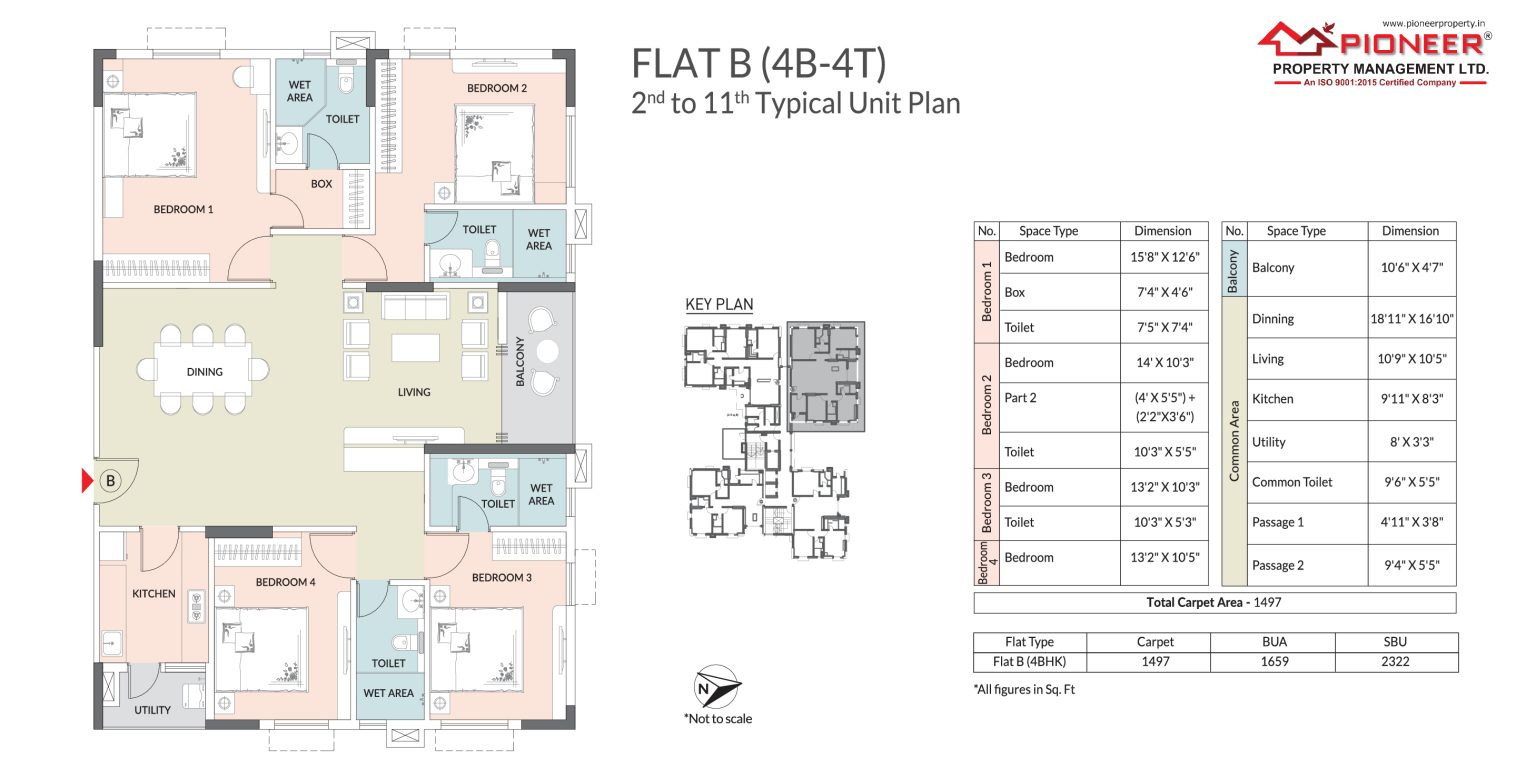 www.pioneerproperty.in
PIONEER®
PROPERTY MANAGEMENT LTD.
An ISO 9001:2015 Certified Company
FLAT B (4B-4T)
2nd to 11th Typical Unit Plan
WET AREA
TOILET
BEDROOM 2
BOX
BEDROOM 1
TOILET
WET AREA
DINING
LIVING
BALCONY
B
TOILET
WET AREA
KITCHEN
BEDROOM 4
BEDROOM 3
TOILET
WET AREA
UTILITY
KEY PLAN
N
*Not to scale
No. Space Type Dimension
Bedroom 1
Bedroom 15'8" X 12'6"
Box 7'4" X 4'6"
Toilet 7'5" X 7'4"
Bedroom 2
Bedroom 14' X 10'3"
Part 2 (4' X 5'5") +
(2'2"X3'6")
Toilet 10'3" X 5'5"
Bedroom 3
Bedroom 13'2" X 10'3"
Toilet 10'3" X 5'3"
Bedroom 4
Bedroom 13'2" X 10'5"
No. Space Type Dimension
Balcony
Balcony 10'6" X 4'7"
Common Area
Dinning 18'11" X 16'10"
Living 10'9" X 10'5"
Kitchen 9'11" X 8'3"
Utility 8' X 3'3"
Common Toilet 9'6" X 5'5"
Passage 1 4'11" X 3'8"
Passage 2 9'4" X 5'5"
Total Carpet Area - 1497
Flat Type Carpet BUA SBU
Flat B (4BHK) 1497 1659 2322
*All figures in Sq. Ft